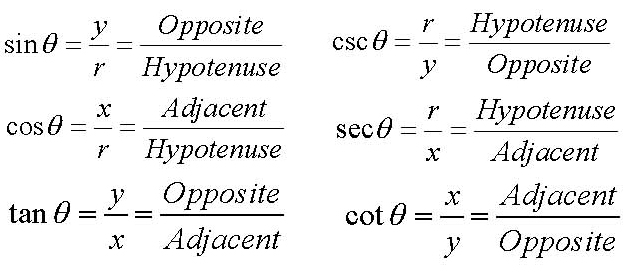 sin θ = y/r = Opposite/Hypotenuse
csc θ = r/y = Hypotenuse/Opposite
cos θ = x/r = Adjacent/Hypotenuse
sec θ = r/x = Hypotenuse/Adjacent
tan θ = y/x = Opposite/Adjacent
cot θ = x/y = Adjacent/Opposite